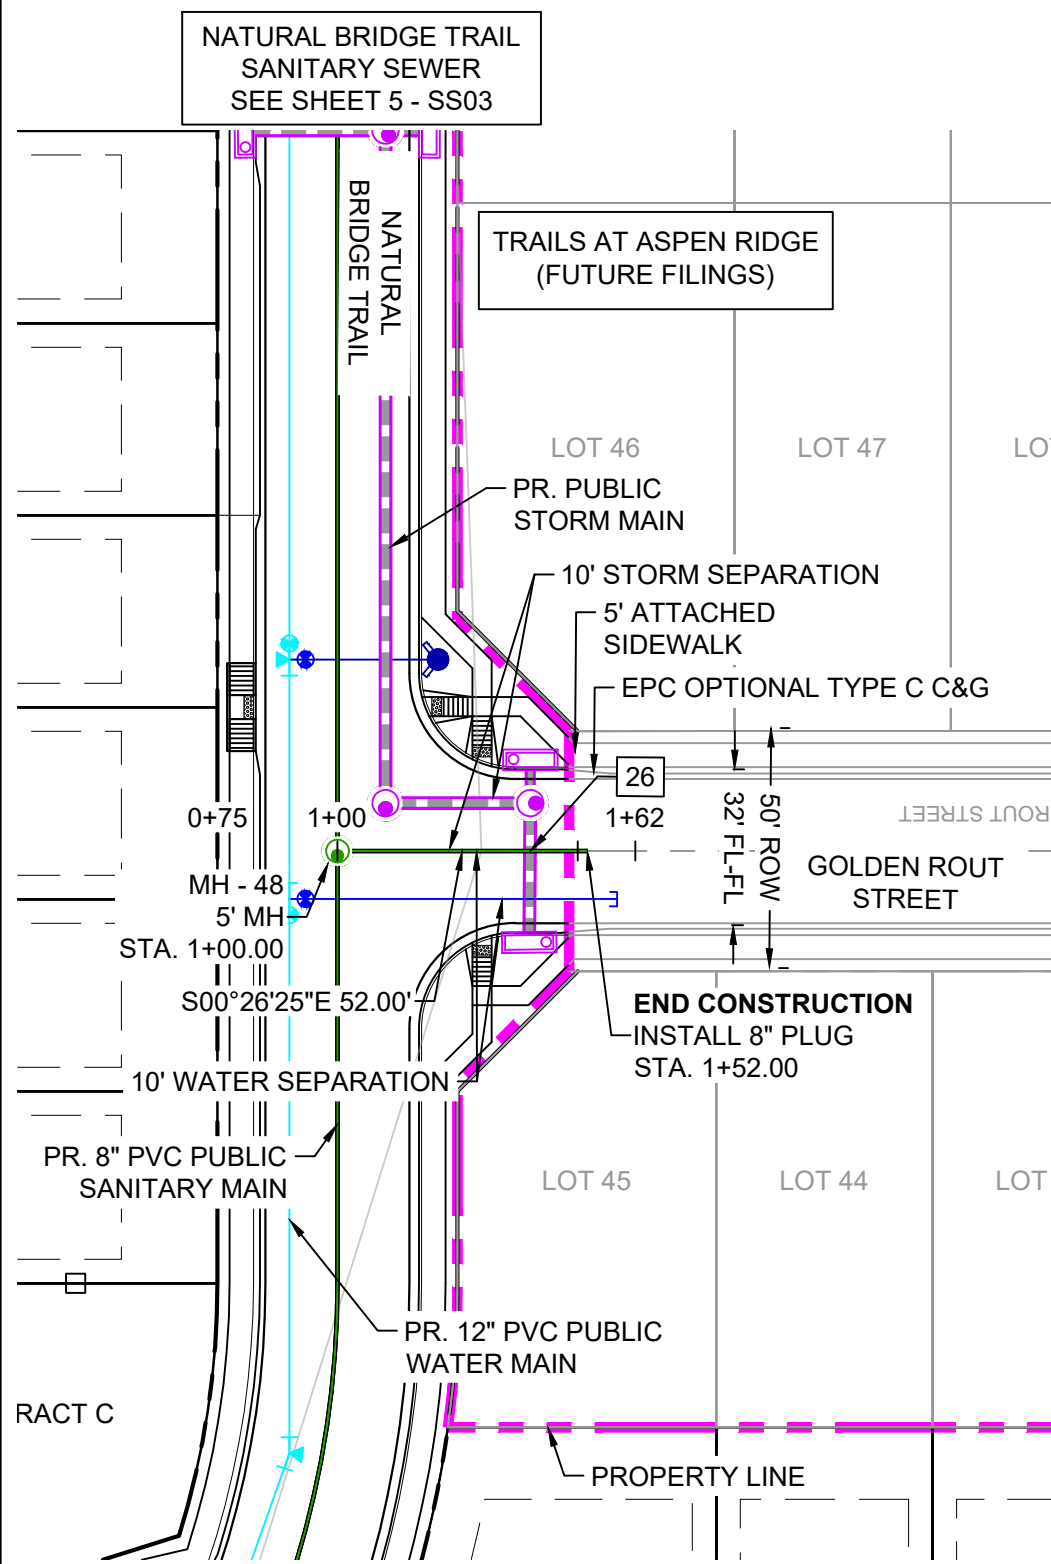 NATURAL BRIDGE TRAIL
SANITARY SEWER
SEE SHEET 5 - SS03
NATURAL
BRIDGE TRAIL
TRAILS AT ASPEN RIDGE
(FUTURE FILINGS)
LOT 46
LOT 47
LO
PR. PUBLIC
STORM MAIN
10' STORM SEPARATION
5' ATTACHED
SIDEWALK
EPC OPTIONAL TYPE C C&G
26
0+75
1+00
1+62
32' FL-FL
50' ROW
ROUT STREET
GOLDEN ROUT
STREET
MH - 48
5' MH
STA. 1+00.00
S00°26'25"E 52.00'
END CONSTRUCTION
INSTALL 8" PLUG
STA. 1+52.00
10' WATER SEPARATION
PR. 8" PVC PUBLIC
SANITARY MAIN
LOT 45
LOT 44
LOT
PR. 12" PVC PUBLIC
WATER MAIN
RACT C
PROPERTY LINE